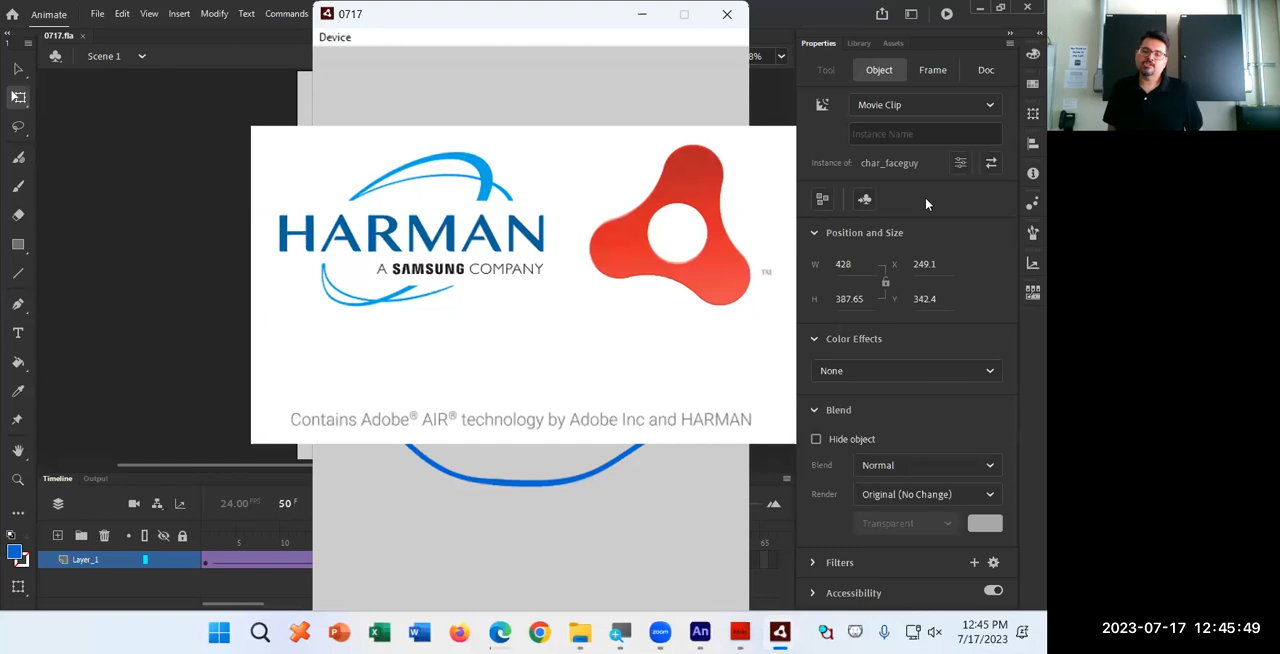 Animate
File
Edit
View
Insert
Modify
Text
Commands
0717.fla
Scene 1
0717
Device
HARMAN
A SAMSUNG COMPANY
TM
Contains Adobe® AIR® technology by Adobe Inc and HARMAN
Properties
Library
Assets
Tool
Object
Frame
Doc
Movie Clip
Instance Name
Instance of: char_faceguy
Position and Size
W 428 X 249.1
H 387.65 Y 342.4
Color Effects
None
Blend
Hide object
Blend Normal
Render Original (No Change)
Transparent
Filters
Accessibility
Timeline
Output
24.00 FPS 50 F
5 10 65
Layer_1
zoom
An
12:45 PM
7/17/2023
2023-07-17 12:45:49